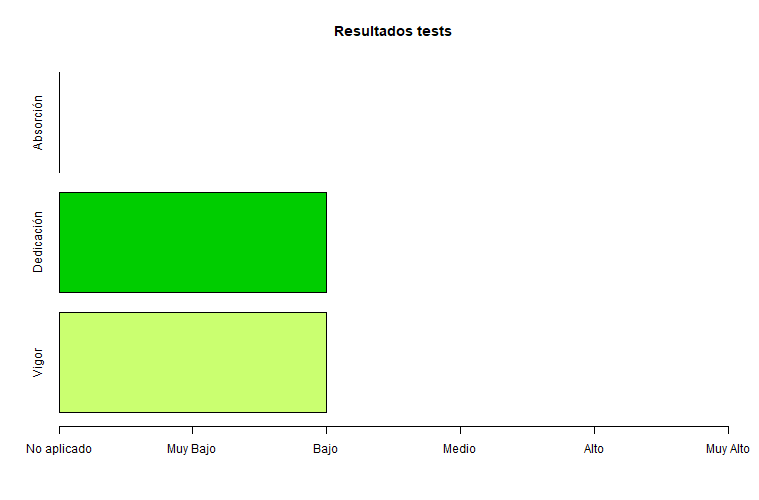 Resultados tests
Absorción
Dedicación
Vigor
No aplicado
Muy Bajo
Bajo
Medio
Alto
Muy Alto